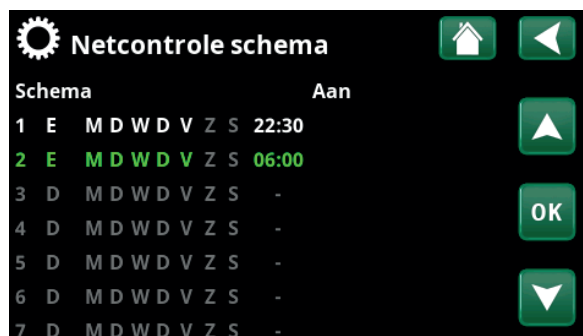 Netcontrole schema
Schema Aan
1 E M D W D V Z S 22:30
2 E M D W D V Z S 06:00
3 D M D W D V Z S -
4 D M D W D V Z S -
OK
5 D M D W D V Z S -
6 D M D W D V Z S -
7 D M D W D V Z S -